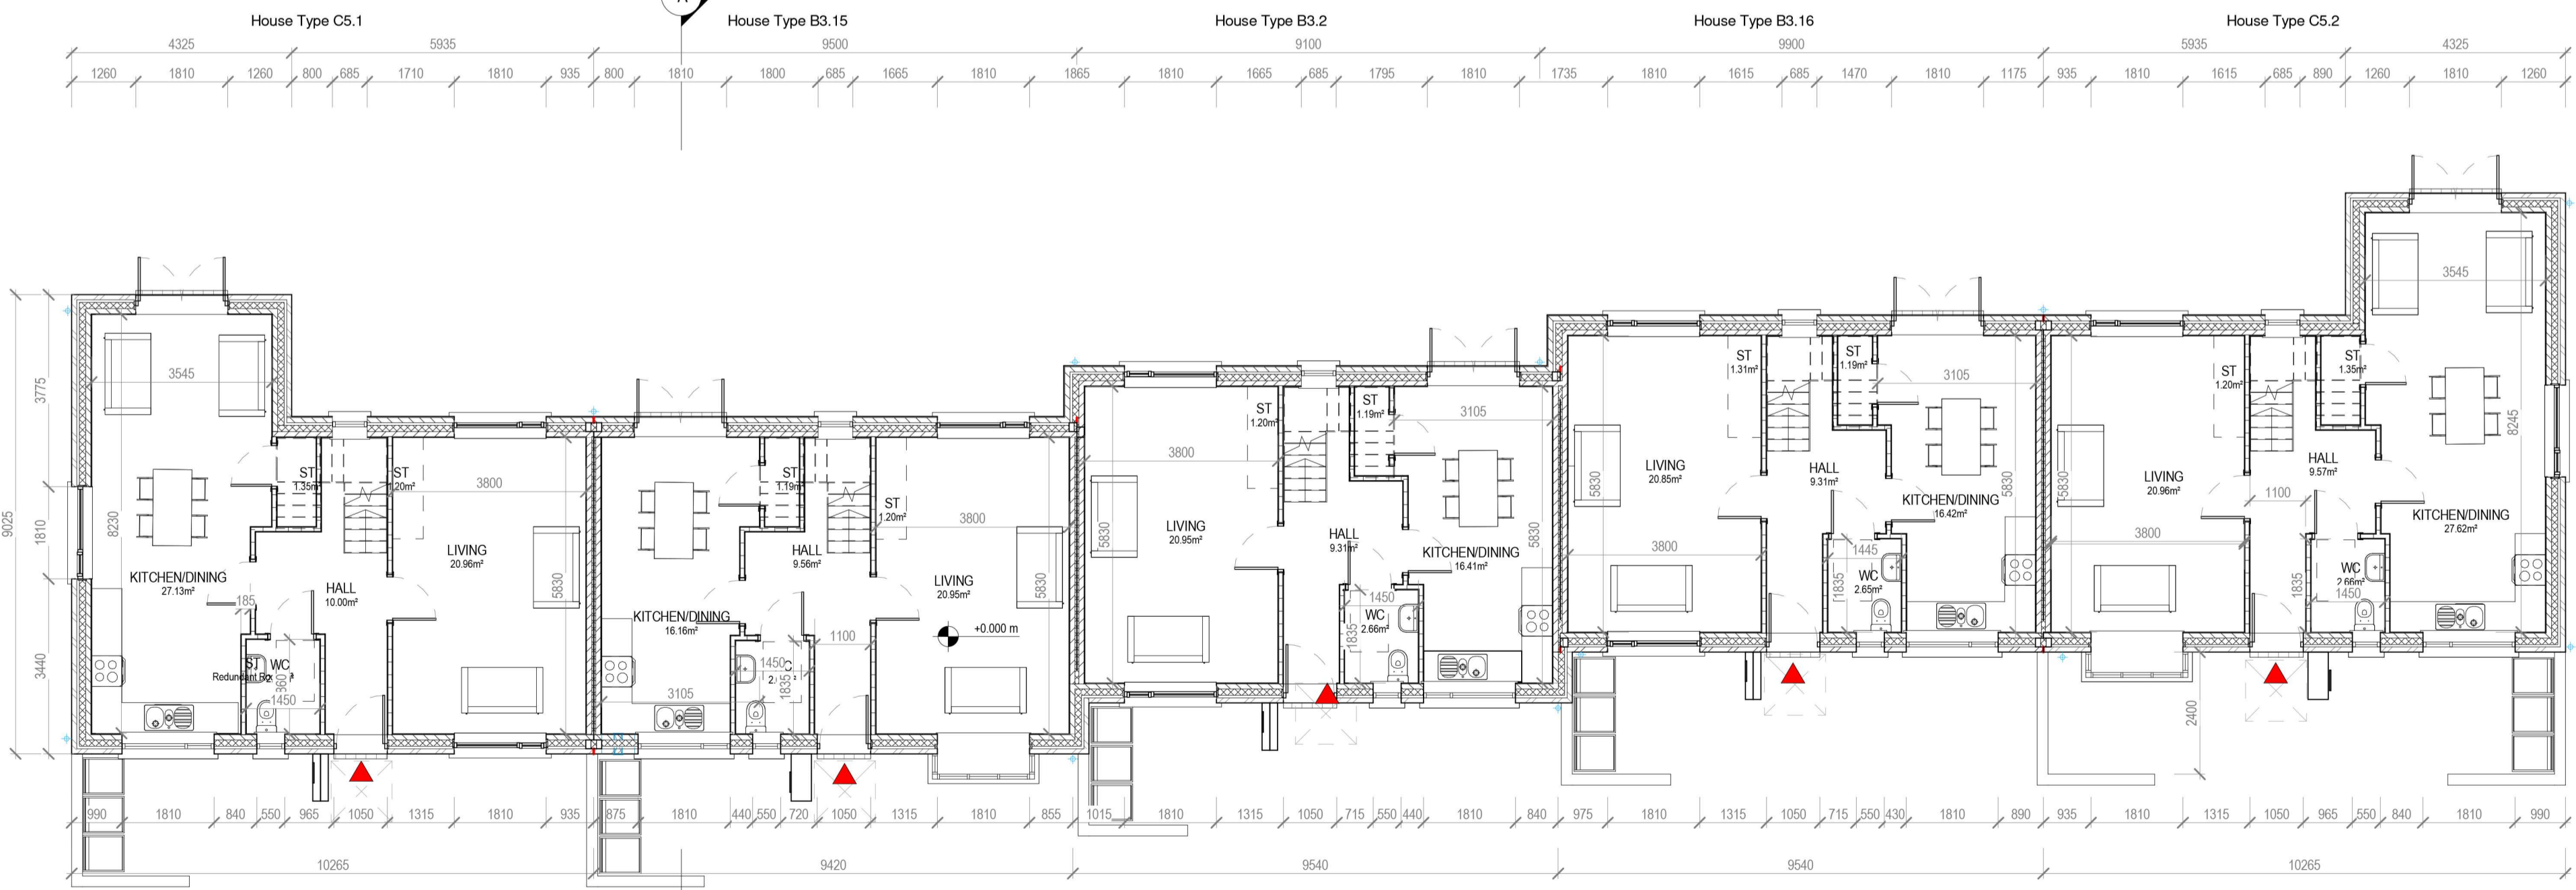 A
House Type C5.1
House Type B3.15
House Type B3.2
House Type B3.16
House Type C5.2
4325 5935 9500 9100 9900 5935 4325
1260 1810 1260 800 685 1710 1810 935 800 1810 1800 685 1665 1810 1865 1810 1665 685 1795 1810 1735 1810 1615 685 1470 1810 1175 935 1810 1615 685 890 1260 1810 1260
9025
3775
1810
3440
3545
8230
ST
1.35m²
ST
1.20m²
3800
LIVING
20.96m²
5830
KITCHEN/DINING
27.13m²
185
HALL
10.00m²
ST
Redundant
WC
1450
ST
1.19m²
ST
1.20m²
3800
HALL
9.56m²
LIVING
20.95m²
5830
KITCHEN/DINING
16.16m²
1100
1450
1835
3105
+0.000 m
ST
1.20m²
ST
1.19m²
3105
3800
5830
LIVING
20.95m²
HALL
9.31m²
KITCHEN/DINING
16.41m²
5830
1450
WC
2.66m²
1835
ST
1.31m²
ST
1.19m²
3105
LIVING
20.85m²
5830
HALL
9.31m²
KITCHEN/DINING
16.42m²
5830
3800
1445
WC
2.65m²
1835
ST
1.20m²
ST
1.35m²
3545
8245
LIVING
20.96m²
5830
HALL
9.57m²
1100
KITCHEN/DINING
27.62m²
3800
WC
2.66m²
1450
1835
2400
990 1810 840 550 965 1050 1315 1810 935 875 1810 440 550 720 1050 1315 1810 855 1015 1810 1315 1050 715 550 440 1810 840 975 1810 1315 1050 715 550 430 1810 890 935 1810 1315 1050 965 550 840 1810 990
10265 9420 9540 9540 10265